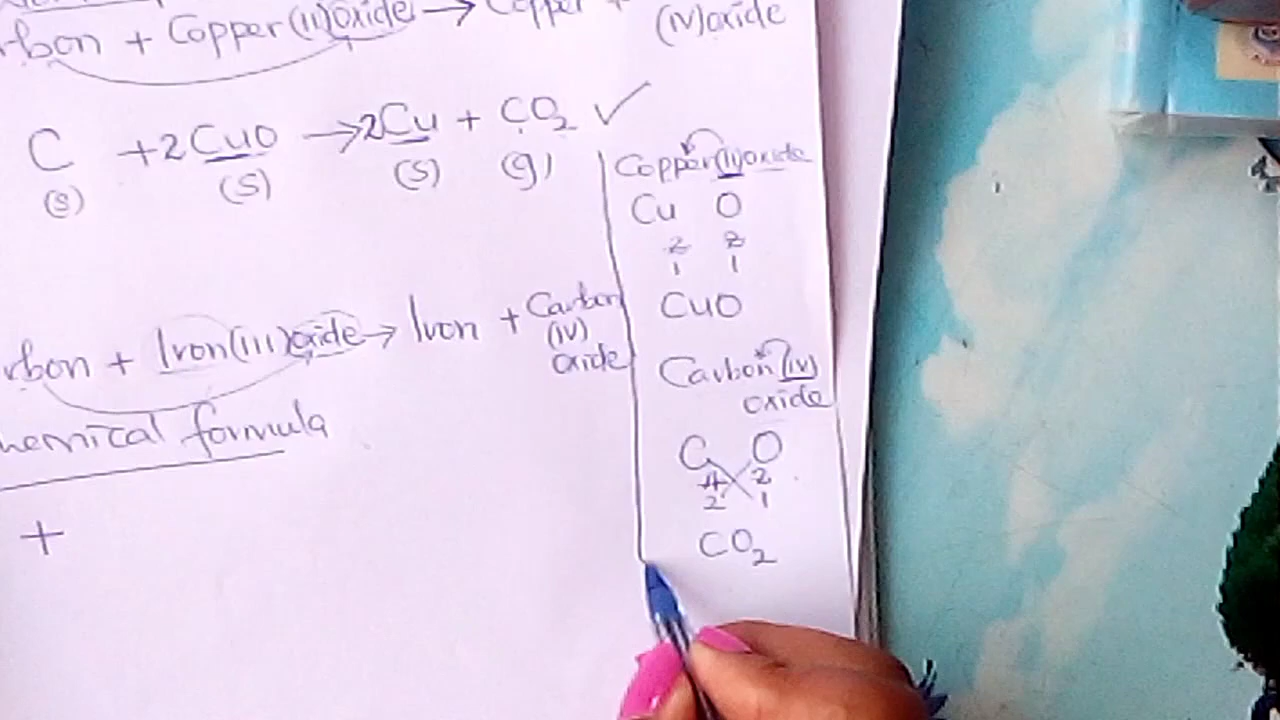 rbon + Copper(II)oxide → Copper +
(IV)oxide
C + 2CuO → 2Cu + CO₂ ✓
(s) (s) (s) (g)
rbon + Iron(III)oxide → Iron + Carbon
(IV)
oxide
hemical formula
+
Copper(II)oxide
Cu O
2 2
1 1
CuO
Carbon(IV)
oxide
C O
4 2
2 1
CO₂